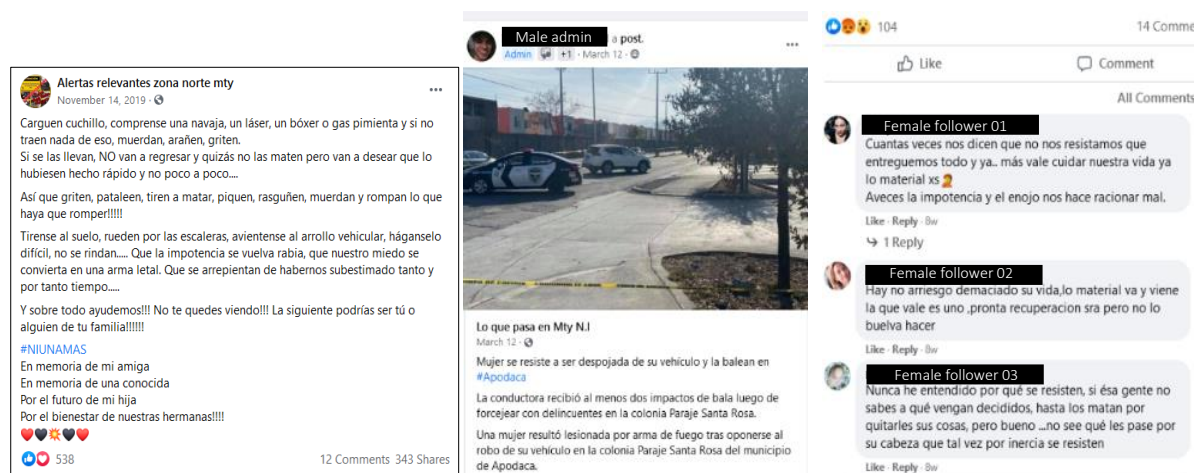 Alertas relevantes zona norte mty
November 14, 2019 ·
Carguen cuchillo, comprense una navaja, un láser, un bóxer o gas pimienta y si no
traen nada de eso, muerdan, arañen, griten.
Si se las llevan, NO van a regresar y quizás no las maten pero van a desear que lo
hubiesen hecho rápido y no poco a poco....
Así que griten, pataleen, tiren a matar, piquen, rasguñen, muerdan y rompan lo que
haya que romper!!!!!
Tirense al suelo, rueden por las escaleras, avientense al arrollo vehicular, háganselo
difícil, no se rindan..... Que la impotencia se vuelva rabia, que nuestro miedo se
convierta en una arma letal. Que se arrepientan de habernos subestimado tanto y
por tanto tiempo.....
Y sobre todo ayudemos!!! No te quedes viendo!!! La siguiente podrías ser tú o
alguien de tu familia!!!!!!
#NIUNAMAS
En memoria de mi amiga
En memoria de una conocida
Por el futuro de mi hija
Por el bienestar de nuestras hermanas!!!!
538
12 Comments 343 Shares
Male admin
a post.
Admin +1 · March 12 ·
Lo que pasa en Mty N.l
March 12 ·
Mujer se resiste a ser despojada de su vehículo y la balean en
#Apodaca
La conductora recibió al menos dos impactos de bala luego de
forcejear con delincuentes en la colonia Paraje Santa Rosa.
Una mujer resultó lesionada por arma de fuego tras oponerse al
robo de su vehículo en la colonia Paraje Santa Rosa del municipio
de Apodaca.
104
14 Comme
Like
Comment
All Comments
Female follower 01
Cuantas veces nos dicen que no nos resistamos que
entreguemos todo y ya.. más vale cuidar nuestra vida ya
lo material xs
Aveces la impotencia y el enojo nos hace racionar mal.
Like · Reply · 8w
1 Reply
Female follower 02
Hay no arriesgo demaciado su vida,lo material va y viene
la que vale es uno ,pronta recuperacion sra pero no lo
buelva hacer
Like · Reply · 8w
Female follower 03
Nunca he entendido por qué se resisten, si ésa gente no
sabes a qué vengan decididos, hasta los matan por
quitarles sus cosas, pero bueno ...no see qué les pase por
su cabeza que tal vez por inercia se resisten
Like · Reply · 8w